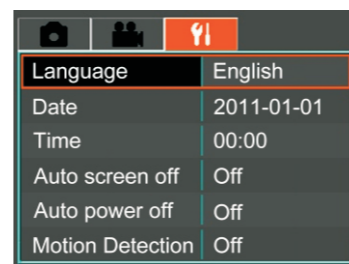 Language English
Date 2011-01-01
Time 00:00
Auto screen off Off
Auto power off Off
Motion Detection Off